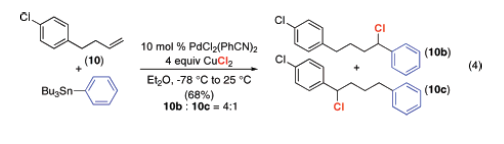 Cl
(10)
+
Bu3Sn
10 mol % PdCl2(PhCN)2
4 equiv CuCl2
Et2O, -78 °C to 25 °C
(68%)
10b : 10c = 4:1
Cl
Cl
(10b)
+
Cl
(10c)
Cl
(4)